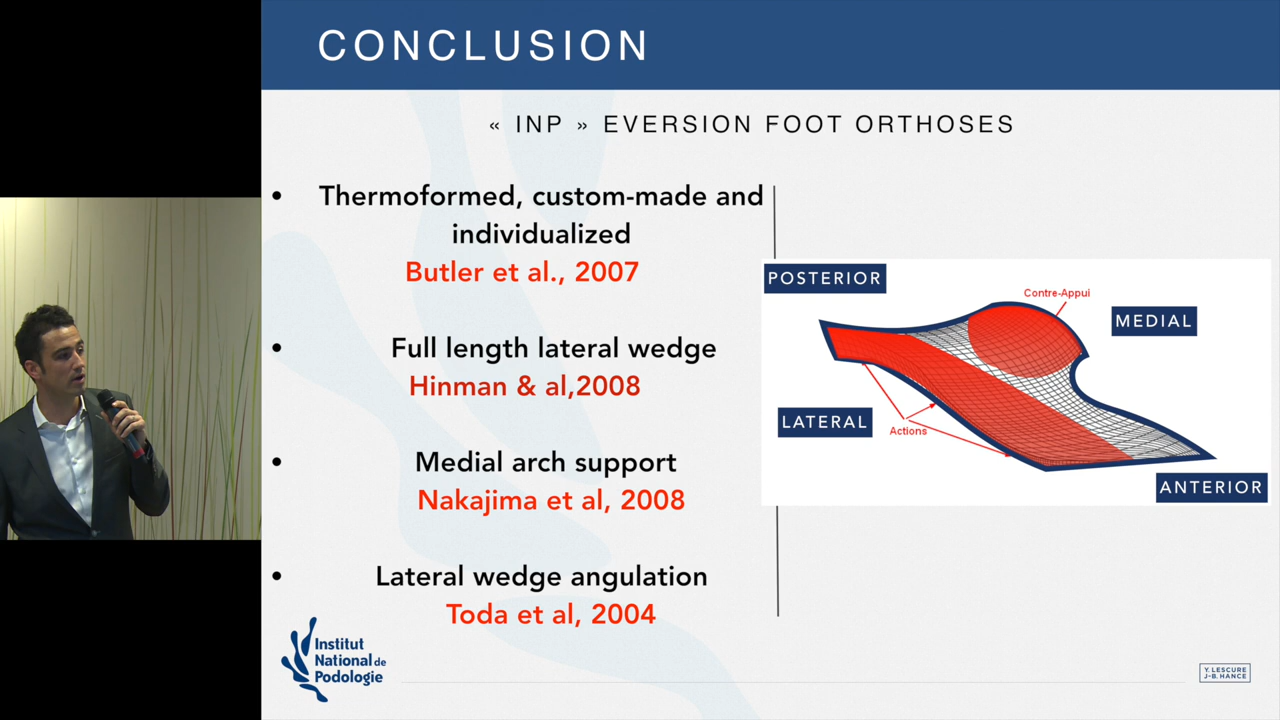 CONCLUSION
« INP » EVERSION FOOT ORTHOSES
• Thermoformed, custom-made and
individualized
Butler et al., 2007
• Full length lateral wedge
Hinman & al,2008
• Medial arch support
Nakajima et al, 2008
• Lateral wedge angulation
Toda et al, 2004
POSTERIOR
Contre-Appui
MEDIAL
LATERAL
Actions
ANTERIOR
Institut
National de
Podologie
Y. LESCURE
J-B. HANCE